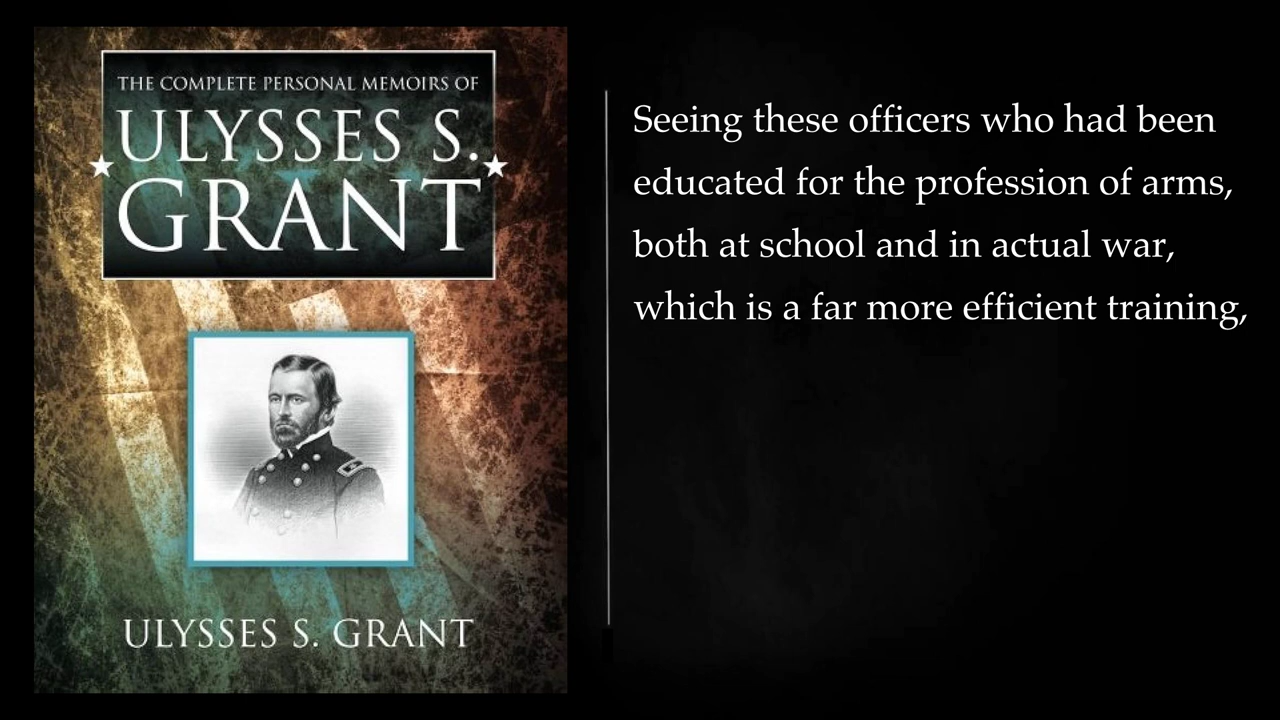 THE COMPLETE PERSONAL MEMOIRS OF
ULYSSES S.
GRANT
ULYSSES S. GRANT
Seeing these officers who had been
educated for the profession of arms,
both at school and in actual war,
which is a far more efficient training,